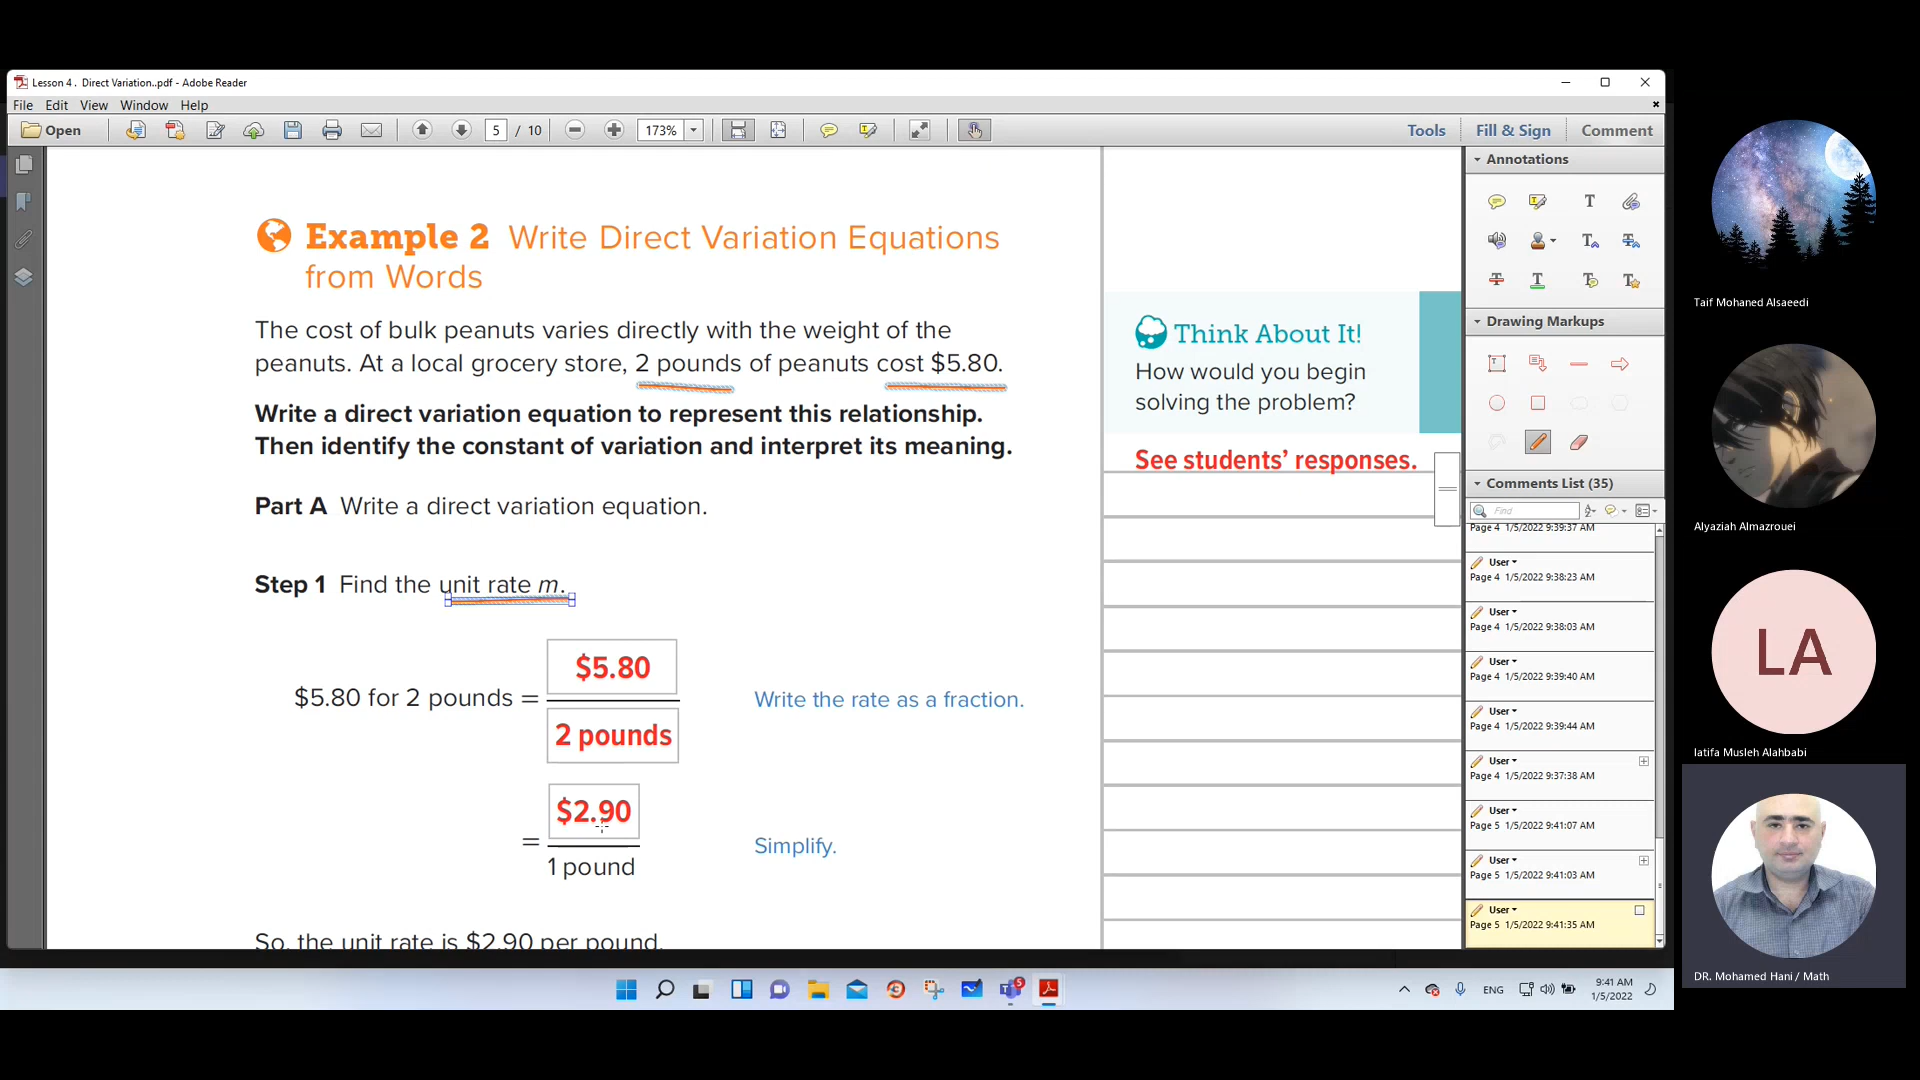 Lesson 4 .  Direct Variation..pdf - Adobe Reader
File Edit View Window Help
Open 5 / 10 173% Tools Fill & Sign Comment
Example 2 Write Direct Variation Equations
from Words
The cost of bulk peanuts varies directly with the weight of the
peanuts. At a local grocery store, 2 pounds of peanuts cost $5.80.
Write a direct variation equation to represent this relationship.
Then identify the constant of variation and interpret its meaning.
Part A Write a direct variation equation.
Step 1 Find the unit rate m.
$5.80 for 2 pounds =
$5.80
2 pounds
Write the rate as a fraction.
=
$2.90
1 pound
Simplify.
So, the unit rate is $2.90 per pound.
Think About It!
How would you begin
solving the problem?
See students’ responses.
Annotations
Drawing Markups
Comments List (35)
Find
Page 4 1/5/2022 9:39:37 AM
User
Page 4 1/5/2022 9:38:23 AM
User
Page 4 1/5/2022 9:38:03 AM
User
Page 4 1/5/2022 9:39:40 AM
User
Page 4 1/5/2022 9:39:44 AM
User
Page 4 1/5/2022 9:37:38 AM
User
Page 5 1/5/2022 9:41:07 AM
User
Page 5 1/5/2022 9:41:03 AM
User
Page 5 1/5/2022 9:41:35 AM
Taif Mohaned Alsaeedi
Alyaziah Almazrouei
LA
latifa Musleh Alahbabi
DR. Mohamed Hani / Math
5
ENG
9:41 AM
1/5/2022